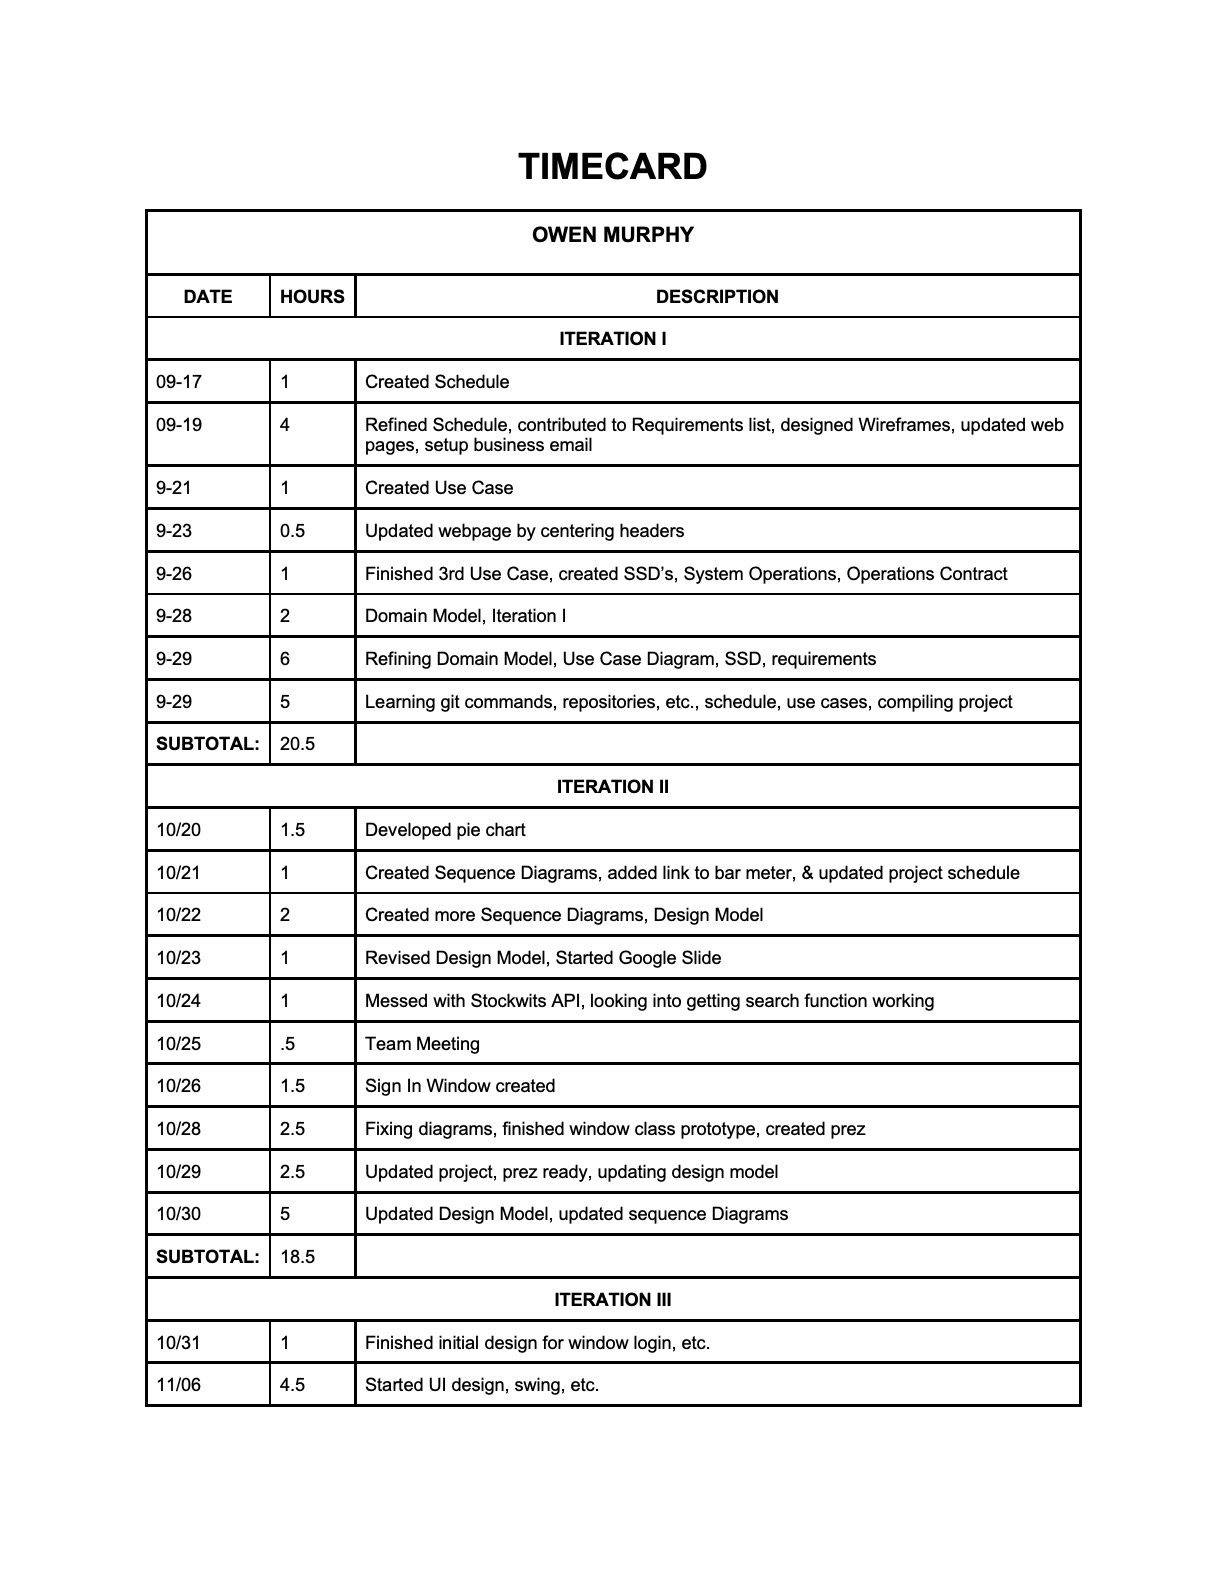 TIMECARD
OWEN MURPHY
DATE HOURS DESCRIPTION
ITERATION I
09-17 1 Created Schedule
09-19 4 Refined Schedule, contributed to Requirements list, designed Wireframes, updated web
pages, setup business email
9-21 1 Created Use Case
9-23 0.5 Updated webpage by centering headers
9-26 1 Finished 3rd Use Case, created SSD's, System Operations, Operations Contract
9-28 2 Domain Model, Iteration I
9-29 6 Refining Domain Model, Use Case Diagram, SSD, requirements
9-29 5 Learning git commands, repositories, etc., schedule, use cases, compiling project
SUBTOTAL: 20.5
ITERATION II
10/20 1.5 Developed pie chart
10/21 1 Created Sequence Diagrams, added link to bar meter, & updated project schedule
10/22 2 Created more Sequence Diagrams, Design Model
10/23 1 Revised Design Model, Started Google Slide
10/24 1 Messed with Stockwits API, looking into getting search function working
10/25 .5 Team Meeting
10/26 1.5 Sign In Window created
10/28 2.5 Fixing diagrams, finished window class prototype, created prez
10/29 2.5 Updated project, prez ready, updating design model
10/30 5 Updated Design Model, updated sequence Diagrams
SUBTOTAL: 18.5
ITERATION III
10/31 1 Finished initial design for window login, etc.
11/06 4.5 Started UI design, swing, etc.